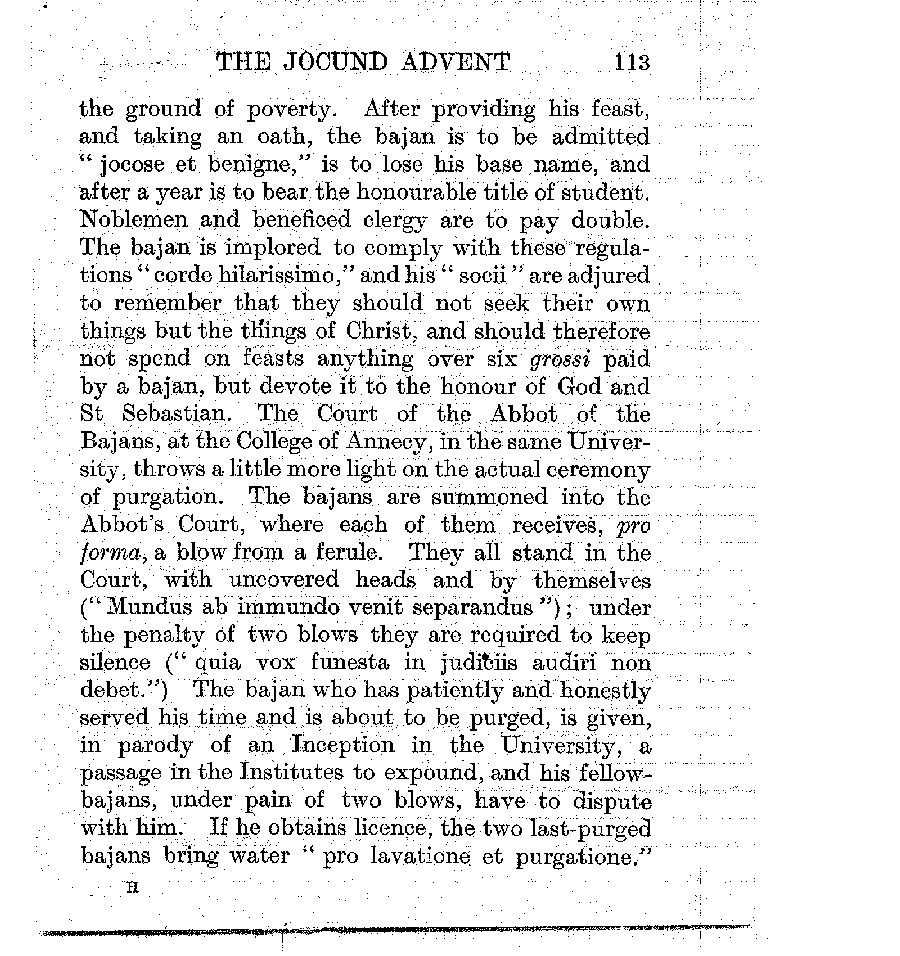 THE JOCUND ADVENT 113
the ground of poverty. After providing his feast,
and taking an oath, the bajan is to be admitted
“ jocose et benigne,” is to lose his base name, and
after a year is to bear the honourable title of student.
Noblemen and beneficed clergy are to pay double.
The bajan is implored to comply with these regula-
tions “ corde hilarissimo,” and his “ socii ” are adjured
to remember that they should not seek their own
things but the things of Christ, and should therefore
not spend on feasts anything over six grossi paid
by a bajan, but devote it to the honour of God and
St Sebastian. The Court of the Abbot of the
Bajans, at the College of Annecy, in the same Univer-
sity, throws a little more light on the actual ceremony
of purgation. The bajans are summoned into the
Abbot’s Court, where each of them receives, pro
forma, a blow from a ferule. They all stand in the
Court, with uncovered heads and by themselves
(“ Mundus ab immundo venit separandus ”) ; under
the penalty of two blows they are required to keep
silence (“ quia vox funesta in juditiis audiri non
debet.”) The bajan who has patiently and honestly
served his time and is about to be purged, is given,
in parody of an Inception in the University, a
passage in the Institutes to expound, and his fellow-
bajans, under pain of two blows, have to dispute
with him. If he obtains licence, the two last-purged
bajans bring water “ pro lavatione et purgatione.”
H